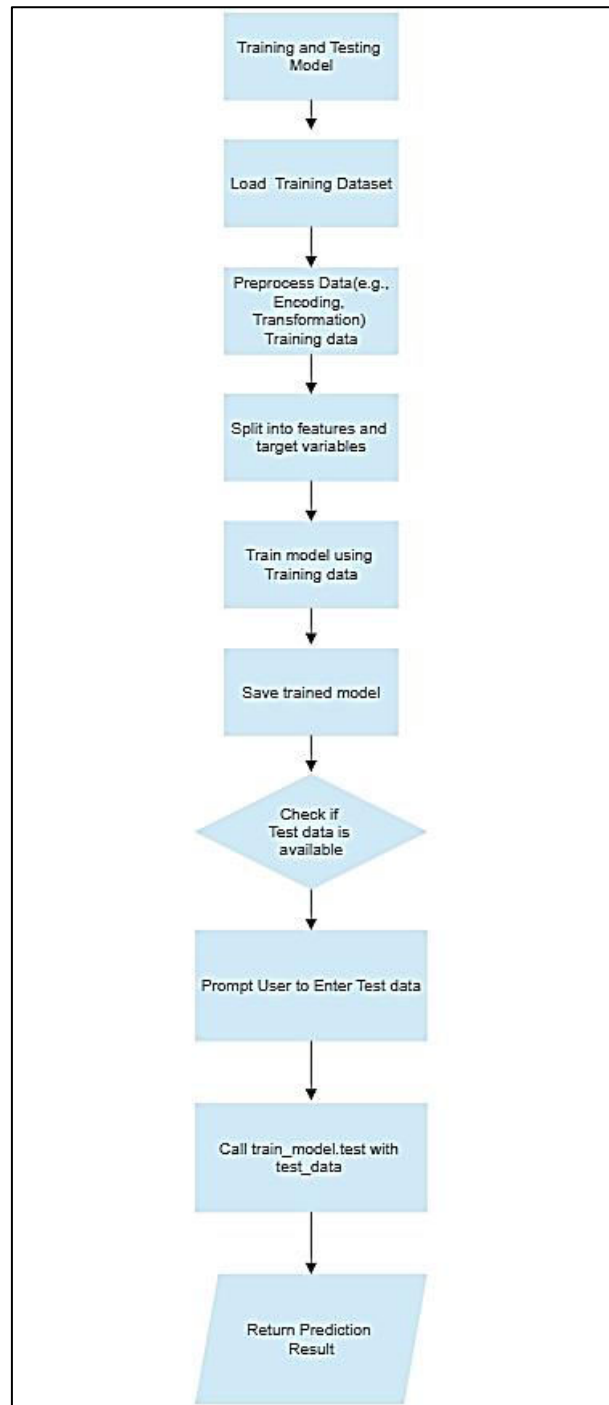 Training and Testing
Model
Load Training Dataset
Preprocess Data(e.g.,
Encoding,
Transformation)
Training data
Split into features and
target variables
Train model using
Training data
Save trained model
Check if
Test data is
available
Prompt User to Enter Test data
Call train_model.test with
test_data
Return Prediction
Result